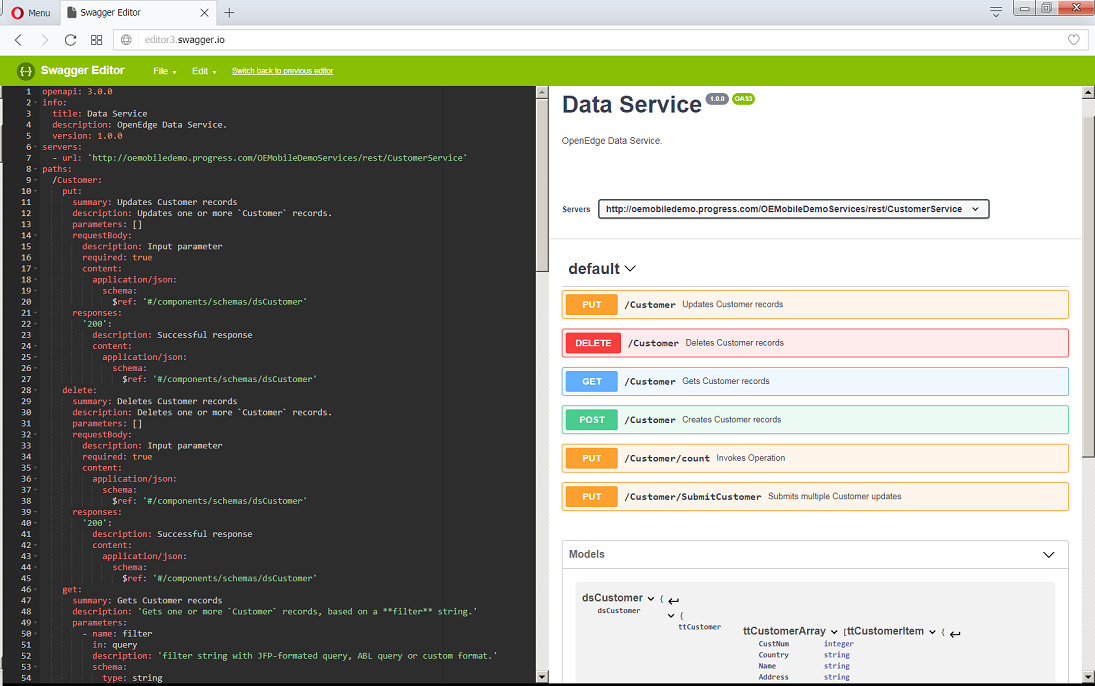 Menu
Swagger Editor
editor3.swagger.io
Swagger Editor
File
Edit
Switch back to previous editor
1 openapi: 3.0.0
2 info:
3 title: Data Service
4 description: OpenEdge Data Service.
5 version: 1.0.0
6 servers:
7 - url: 'http://oemobiledemo.progress.com/OEMobileDemoServices/rest/CustomerService'
8 paths:
9 /Customer:
10 put:
11 summary: Updates Customer records
12 description: Updates one or more `Customer` records.
13 parameters: []
14 requestBody:
15 description: Input parameter
16 required: true
17 content:
18 application/json:
19 schema:
20 $ref: '#/components/schemas/dsCustomer'
21 responses:
22 '200':
23 description: Successful response
24 content:
25 application/json:
26 schema:
27 $ref: '#/components/schemas/dsCustomer'
28 delete:
29 summary: Deletes Customer records
30 description: Deletes one or more `Customer` records.
31 parameters: []
32 requestBody:
33 description: Input parameter
34 required: true
35 content:
36 application/json:
37 schema:
38 $ref: '#/components/schemas/dsCustomer'
39 responses:
40 '200':
41 description: Successful response
42 content:
43 application/json:
44 schema:
45 $ref: '#/components/schemas/dsCustomer'
46 get:
47 summary: Gets Customer records
48 description: 'Gets one or more `Customer` records, based on a **filter** string.'
49 parameters:
50 - name: filter
51 in: query
52 description: 'filter string with JFP-formated query, ABL query or custom format.'
53 schema:
54 type: string
Data Service 1.0.0 OAS3
OpenEdge Data Service.
Servers http://oemobiledemo.progress.com/OEMobileDemoServices/rest/CustomerService
default
PUT /Customer Updates Customer records
DELETE /Customer Deletes Customer records
GET /Customer Gets Customer records
POST /Customer Creates Customer records
PUT /Customer/count Invokes Operation
PUT /Customer/SubmitCustomer Submits multiple Customer updates
Models
dsCustomer {
dsCustomer
{
ttCustomer
ttCustomerArray [ttCustomerItem {
CustNum integer
Country string
Name string
Address string